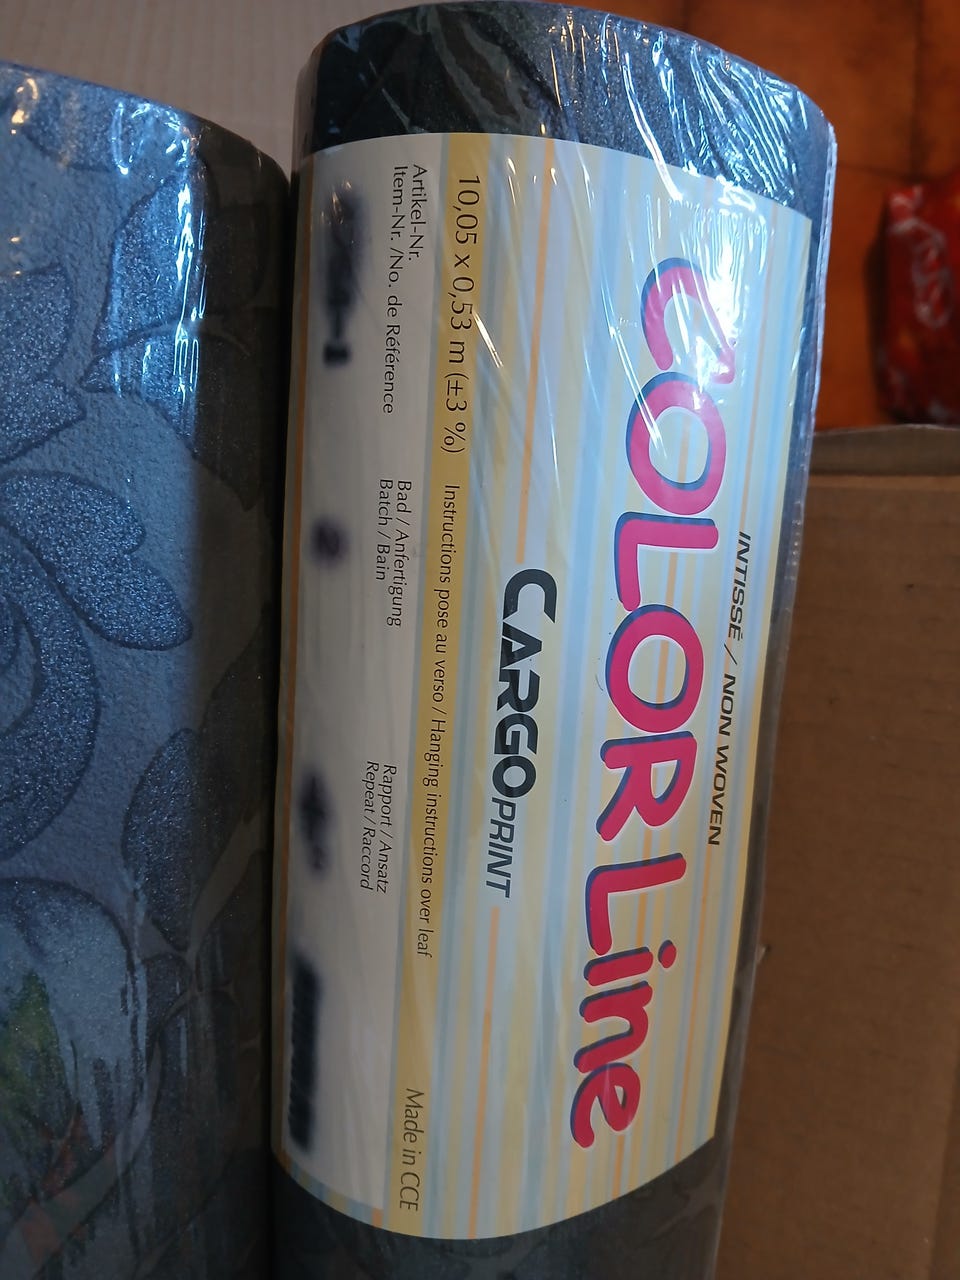 INTISSÉ / NON WOVEN
COLOR Line
CARGOPRINT
10,05 x 0,53 m (±3 %) Instructions pose au verso / Hanging instructions over leaf
Made in CCE
Artikel-Nr.
Item-Nr. /No. de Référence
Bad / Anfertigung
Batch / Bain
Rapport / Ansatz
Repeat / Raccord